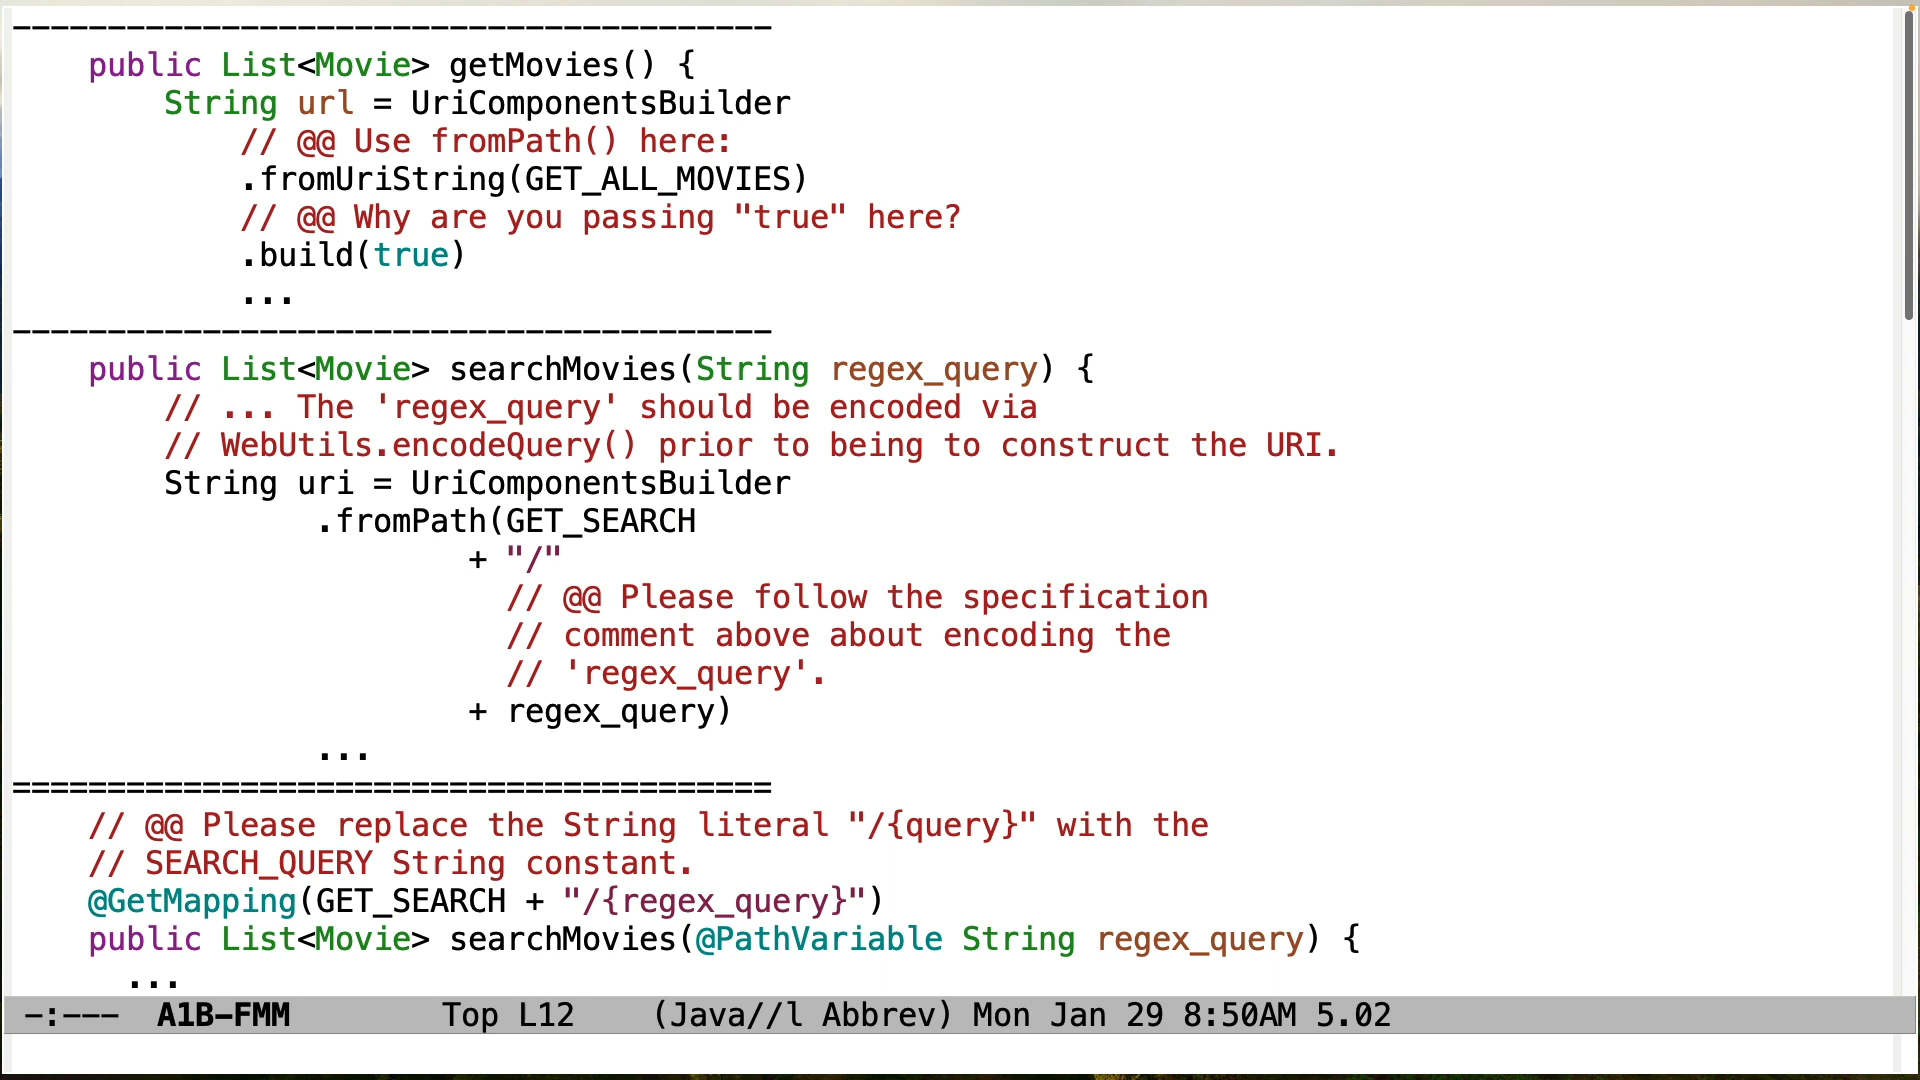 ----------------------------------------
    public List<Movie> getMovies() {
        String url = UriComponentsBuilder
            // @@ Use fromPath() here:
            .fromUriString(GET_ALL_MOVIES)
            // @@ Why are you passing "true" here?
            .build(true)
            ...
----------------------------------------
    public List<Movie> searchMovies(String regex_query) {
        // ... The 'regex_query' should be encoded via
        // WebUtils.encodeQuery() prior to being to construct the URI.
        String uri = UriComponentsBuilder
                .fromPath(GET_SEARCH
                        + "/"
                          // @@ Please follow the specification
                          // comment above about encoding the
                          // 'regex_query'.
                        + regex_query)
                ...
========================================
    // @@ Please replace the String literal "/{query}" with the
    // SEARCH_QUERY String constant.
    @GetMapping(GET_SEARCH + "/{regex_query}")
    public List<Movie> searchMovies(@PathVariable String regex_query) {
      ...
-:---  A1B-FMM        Top L12    (Java//l Abbrev) Mon Jan 29 8:50AM 5.02